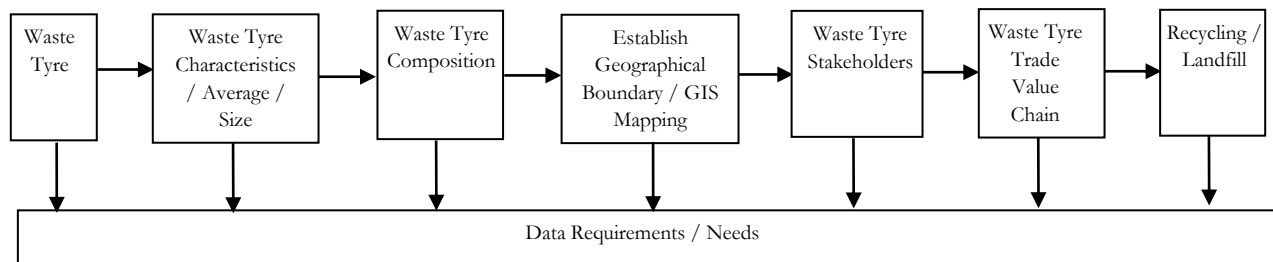 Waste
Tyre
Waste Tyre
Characteristics
/ Average /
Size
Waste Tyre
Composition
Establish
Geographical
Boundary / GIS
Mapping
Waste Tyre
Stakeholders
Waste Tyre
Trade
Value
Chain
Recycling /
Landfill
Data Requirements / Needs